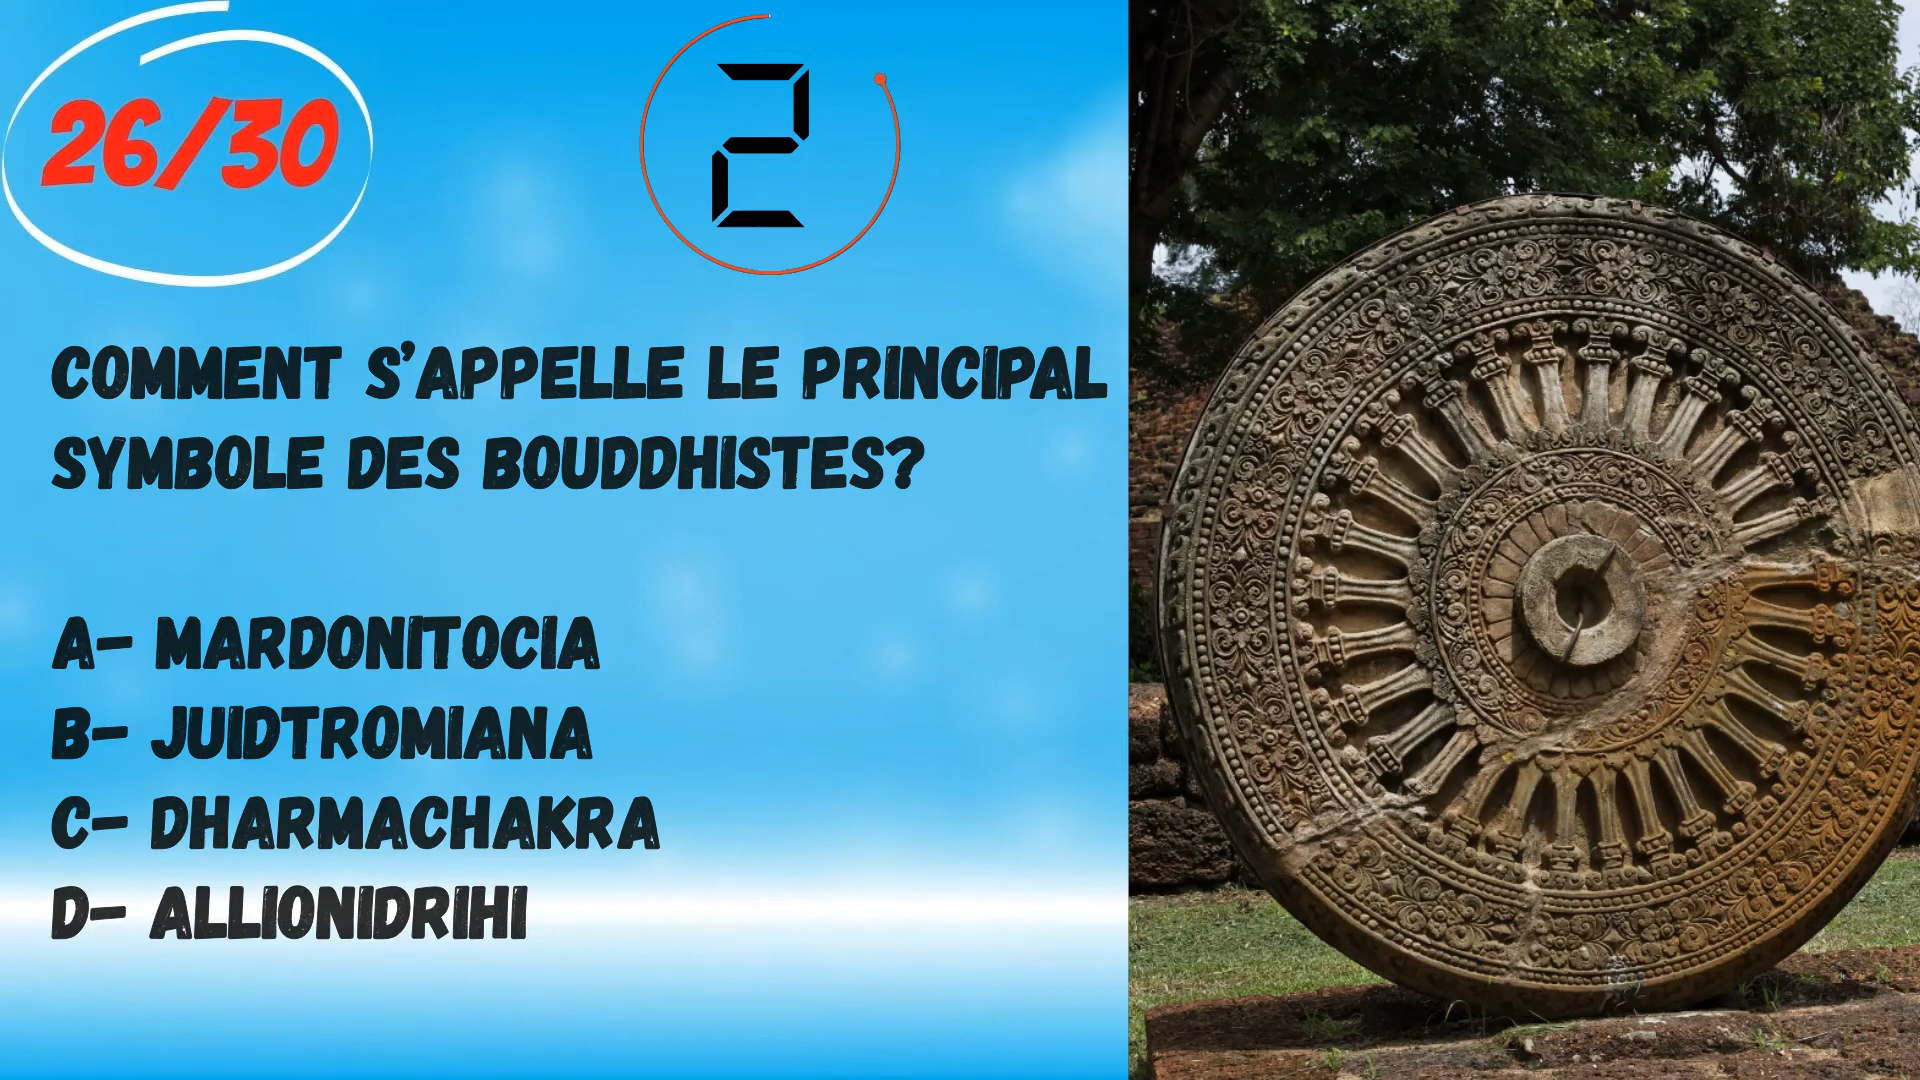 26/30
2
COMMENT S'APPELLE LE PRINCIPAL
SYMBOLE DES BOUDDHISTES?
A- MARDONITOCIA
B- JUIDTROMIANA
C- DHARMACHAKRA
D- ALLIONIDRIHI